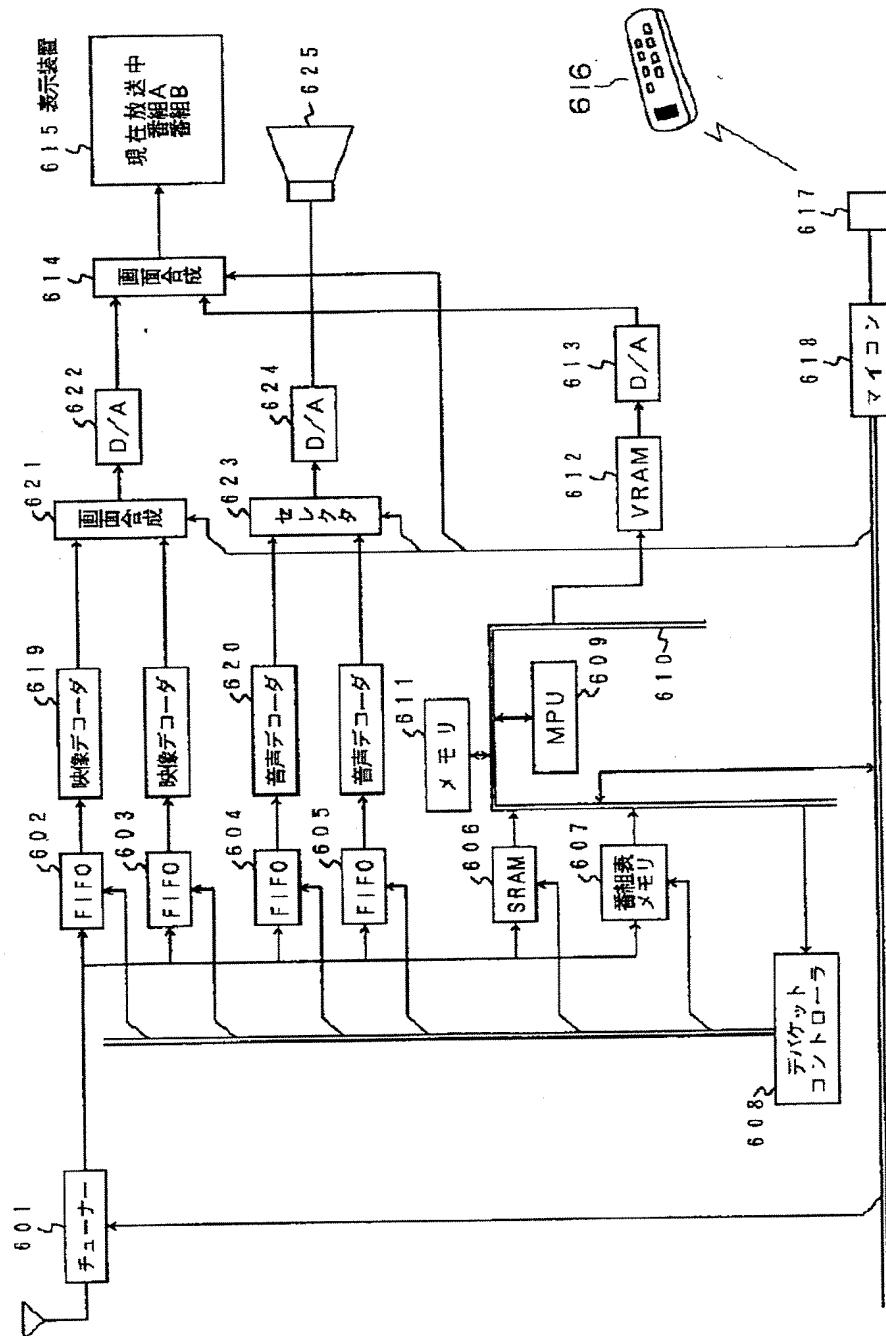 601
チューナー
602
FIFO
603
FIFO
604
FIFO
605
FIFO
606
SRAM
607
番組表
メモリ
608
デパケット
コントローラ
619
映像デコーダ
映像デコーダ
620
音声デコーダ
音声デコーダ
611
メモリ
MPU
609
610
621
画面合成
622
D/A
623
セレクタ
624
D/A
612
VRAM
613
D/A
614
画面合成
615 表示装置
現在放送中
番組A
番組B
625
616
617
618
マイコン